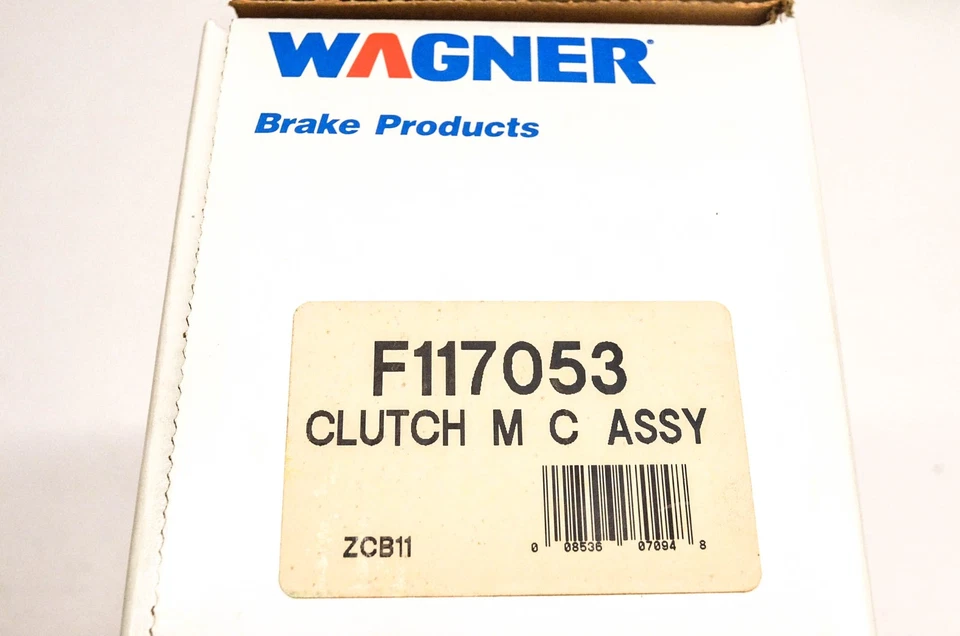 WAGNER
Brake Products
F117053
CLUTCH M C ASSY
ZCB11
0 08536 07094 8